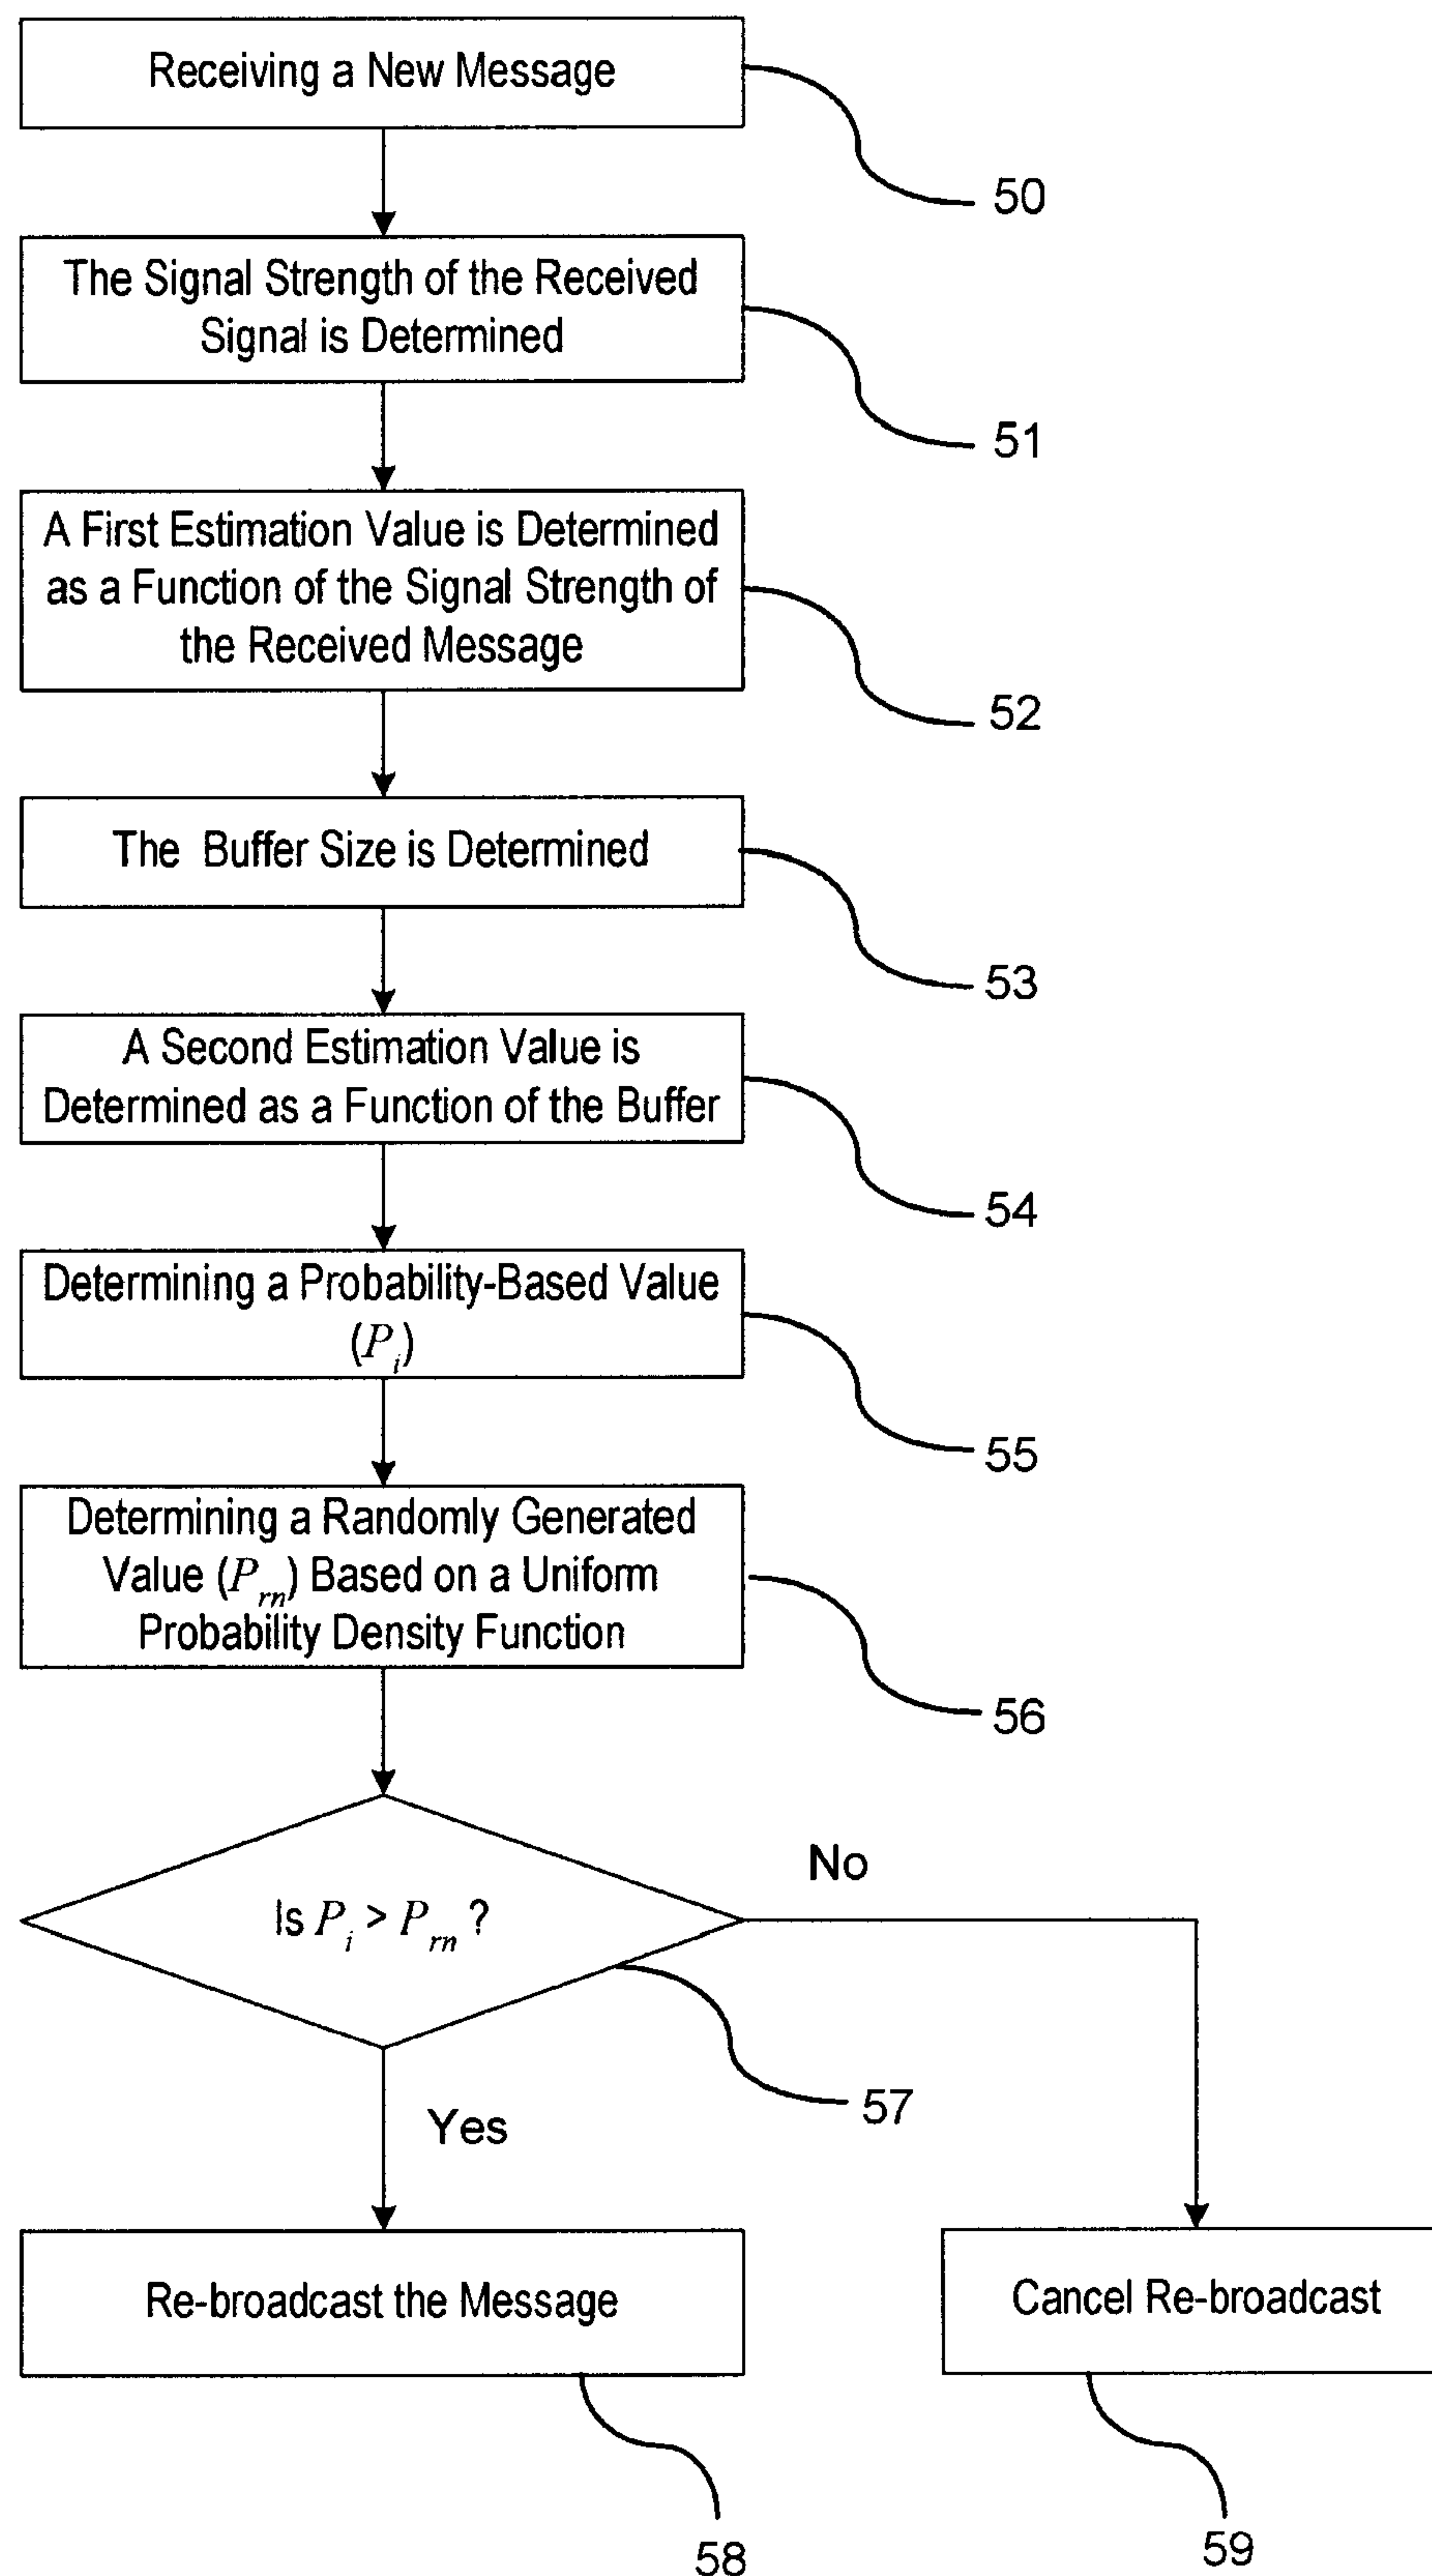 Receiving a New Message
50
The Signal Strength of the Received
Signal is Determined
51
A First Estimation Value is Determined
as a Function of the Signal Strength of
the Received Message
52
The Buffer Size is Determined
53
A Second Estimation Value is
Determined as a Function of the Buffer
54
Determining a Probability-Based Value
(P_i)
55
Determining a Randomly Generated
Value (P_rn) Based on a Uniform
Probability Density Function
56
Is P_i > P_rn ?
No
57
Yes
Re-broadcast the Message
Cancel Re-broadcast
58
59